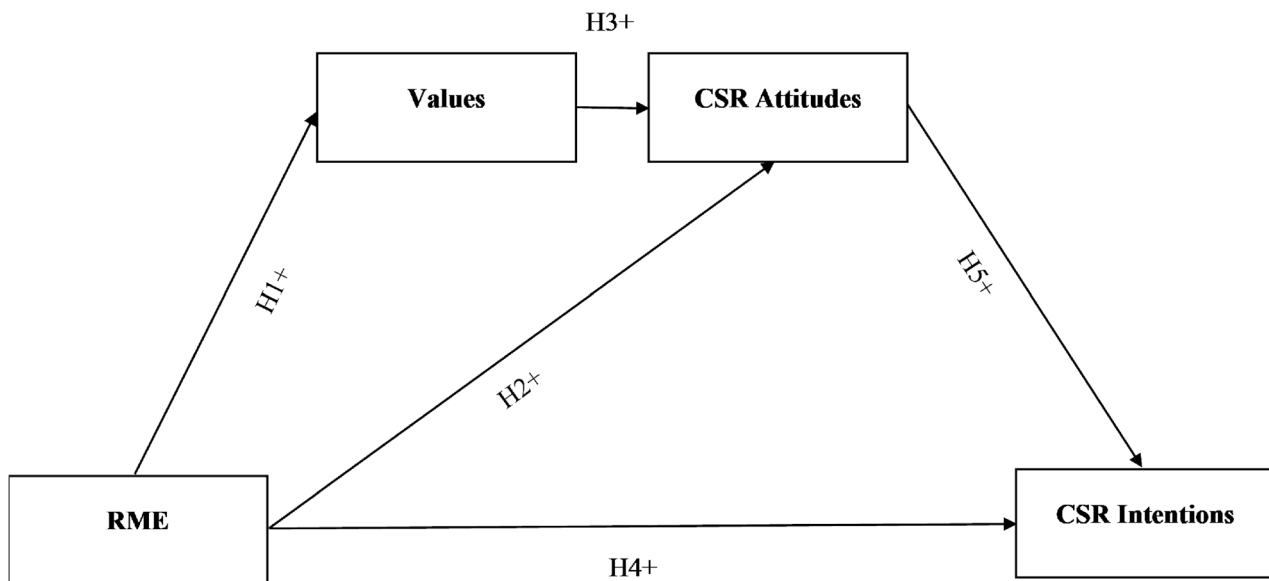 H3+
Values
CSR Attitudes
H1+
H5+
H2+
RME
CSR Intentions
H4+